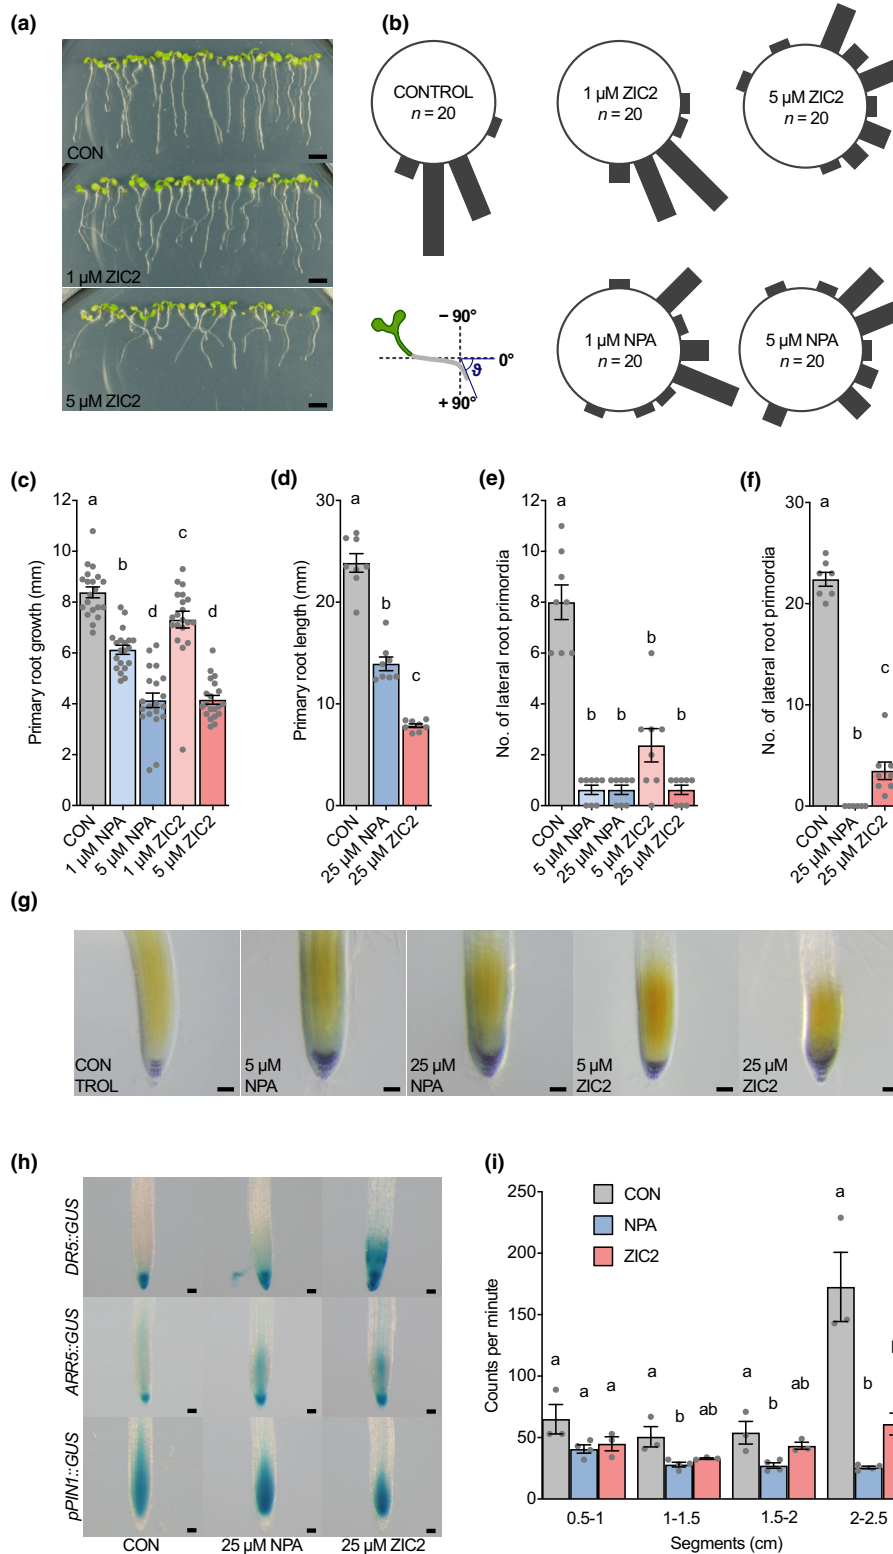 (a)
CON
1 µM ZIC2
5 µM ZIC2
(b)
CONTROL
n = 20
1 µM ZIC2
n = 20
5 µM ZIC2
n = 20
− 90°
0°
ϑ
+ 90°
1 µM NPA
n = 20
5 µM NPA
n = 20
(c)
Primary root growth (mm)
12
10
8
6
4
2
0
a
b
d
c
d
CON
1 µM NPA
5 µM NPA
1 µM ZIC2
5 µM ZIC2
(d)
Primary root length (mm)
30
20
10
0
a
b
c
CON
25 µM NPA
25 µM ZIC2
(e)
No. of lateral root primordia
12
10
8
6
4
2
0
a
b
b
b
b
CON
5 µM NPA
25 µM NPA
5 µM ZIC2
25 µM ZIC2
(f)
No. of lateral root primordia
30
20
10
0
a
b
c
CON
25 µM NPA
25 µM ZIC2
(g)
CON
TROL
5 µM
NPA
25 µM
NPA
5 µM
ZIC2
25 µM
ZIC2
(h)
DR5::GUS
ARR5::GUS
pPIN1::GUS
CON
25 µM NPA
25 µM ZIC2
(i)
CON
NPA
ZIC2
Counts per minute
250
200
150
100
50
0
a
a
a
a
b
ab
a
b
ab
a
b
0.5-1
1-1.5
1.5-2
2-2.5
Segments (cm)